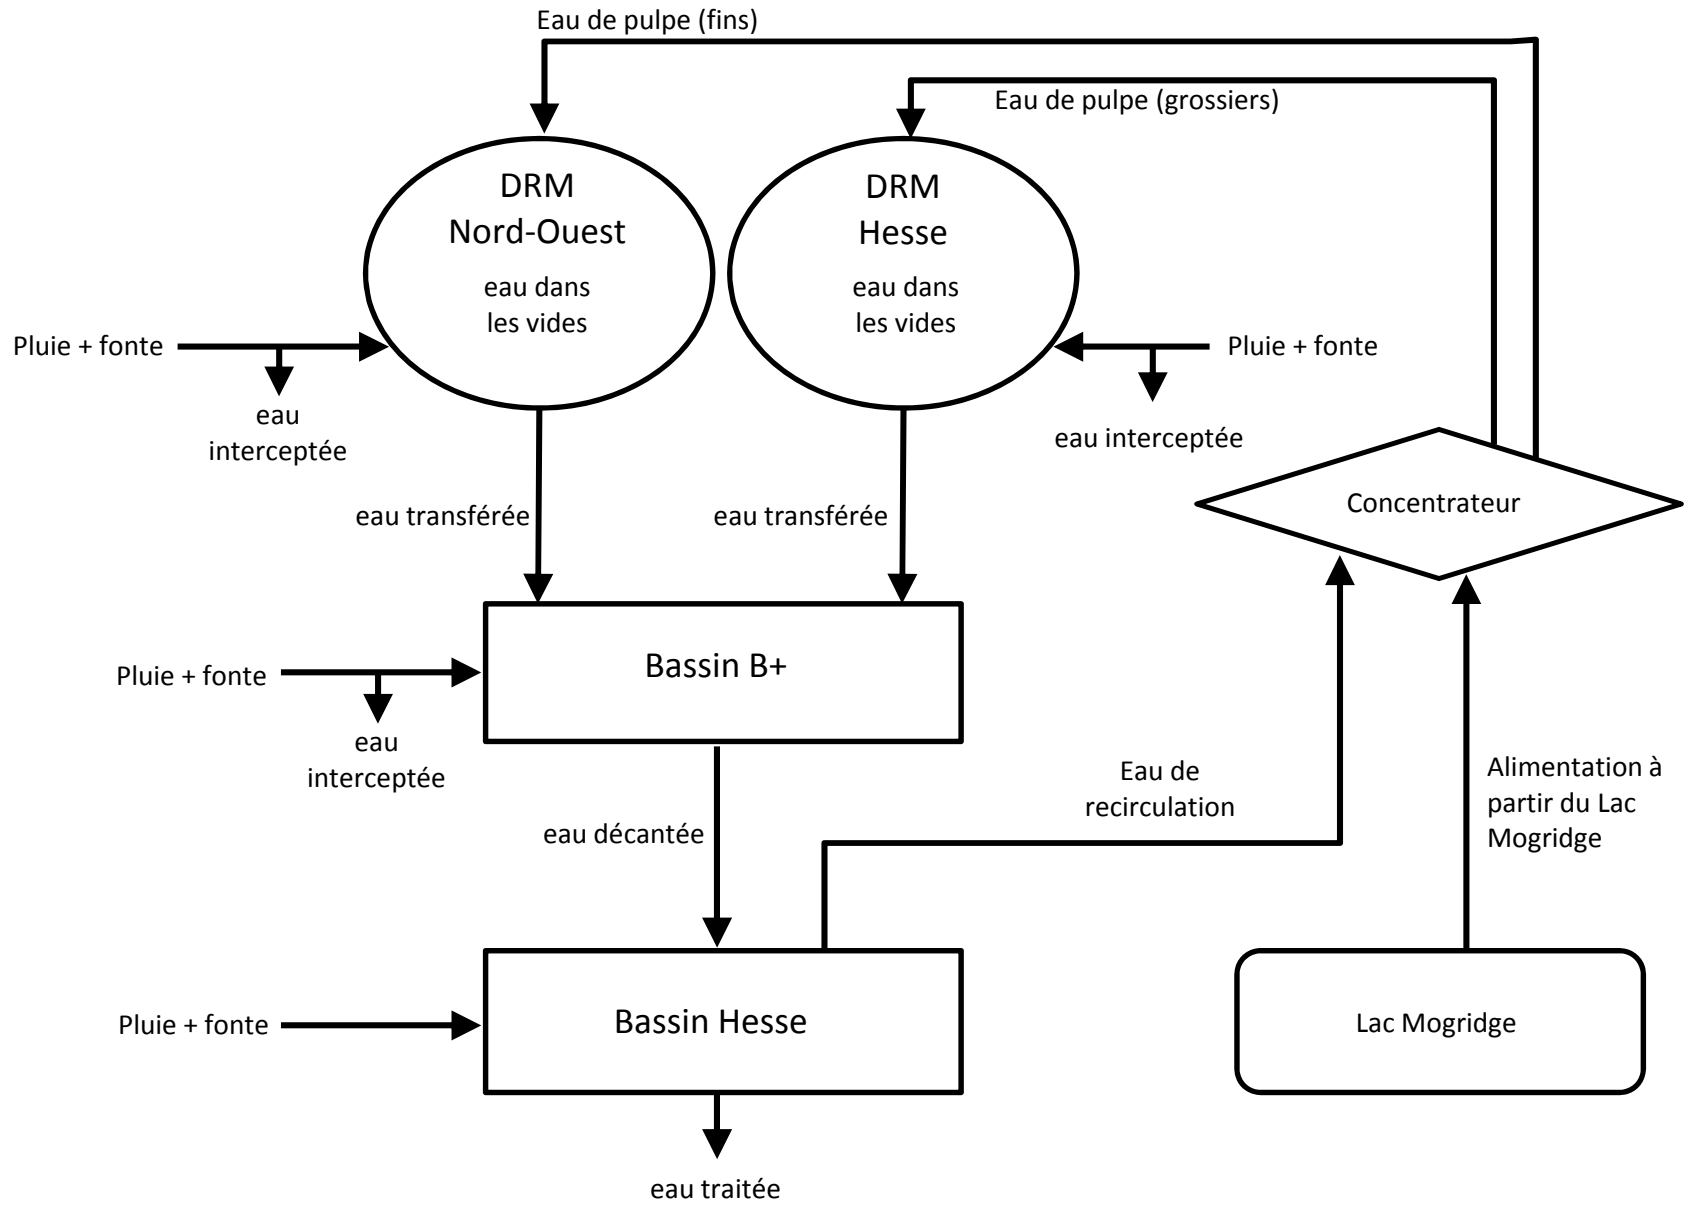 Eau de pulpe (fins)
Eau de pulpe (grossiers)
DRM
Nord-Ouest
eau dans
les vides
DRM
Hesse
eau dans
les vides
Pluie + fonte
eau
interceptée
Pluie + fonte
eau interceptée
Concentrateur
eau transférée
eau transférée
Bassin B+
Pluie + fonte
eau
interceptée
eau décantée
Eau de
recirculation
Alimentation à
partir du Lac
Mogridge
Pluie + fonte
Bassin Hesse
Lac Mogridge
eau traitée